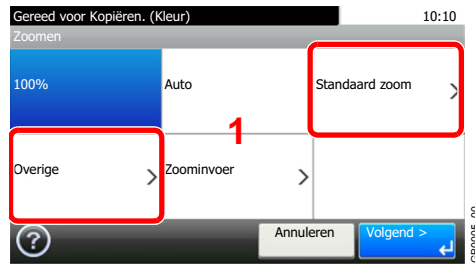 Gereed voor Kopiëren. (Kleur) 10:10
Zoomen
100% Auto Standaard zoom >
1
Overige > Zoominvoer >
? Annuleren Volgend >